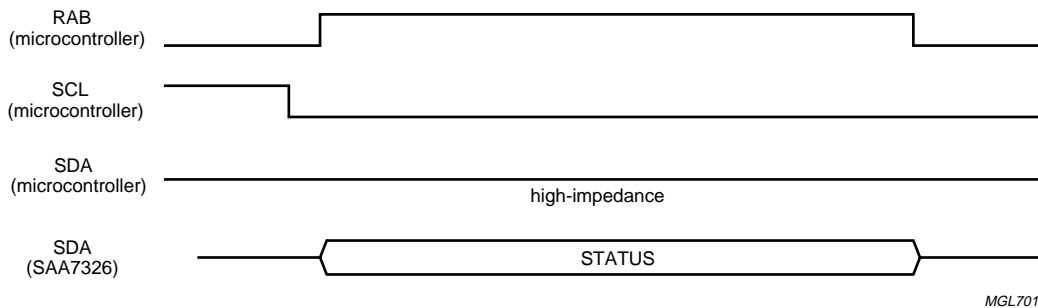 RAB
(microcontroller)
SCL
(microcontroller)
SDA
(microcontroller)
high-impedance
SDA
(SAA7326)
STATUS
MGL701